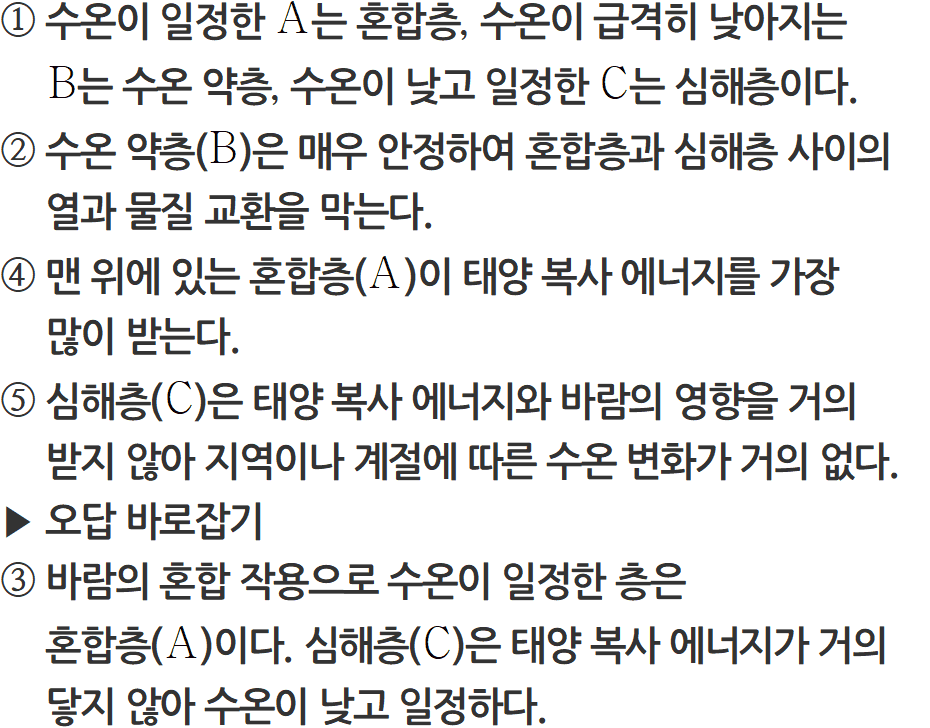 ① 수온이 일정한 A는 혼합층, 수온이 급격히 낮아지는
B는 수온 약층, 수온이 낮고 일정한 C는 심해층이다.
② 수온 약층(B)은 매우 안정하여 혼합층과 심해층 사이의
열과 물질 교환을 막는다.
④ 맨 위에 있는 혼합층(A)이 태양 복사 에너지를 가장
많이 받는다.
⑤ 심해층(C)은 태양 복사 에너지와 바람의 영향을 거의
받지 않아 지역이나 계절에 따른 수온 변화가 거의 없다.
▶ 오답 바로잡기
③ 바람의 혼합 작용으로 수온이 일정한 층은
혼합층(A)이다. 심해층(C)은 태양 복사 에너지가 거의
닿지 않아 수온이 낮고 일정하다.